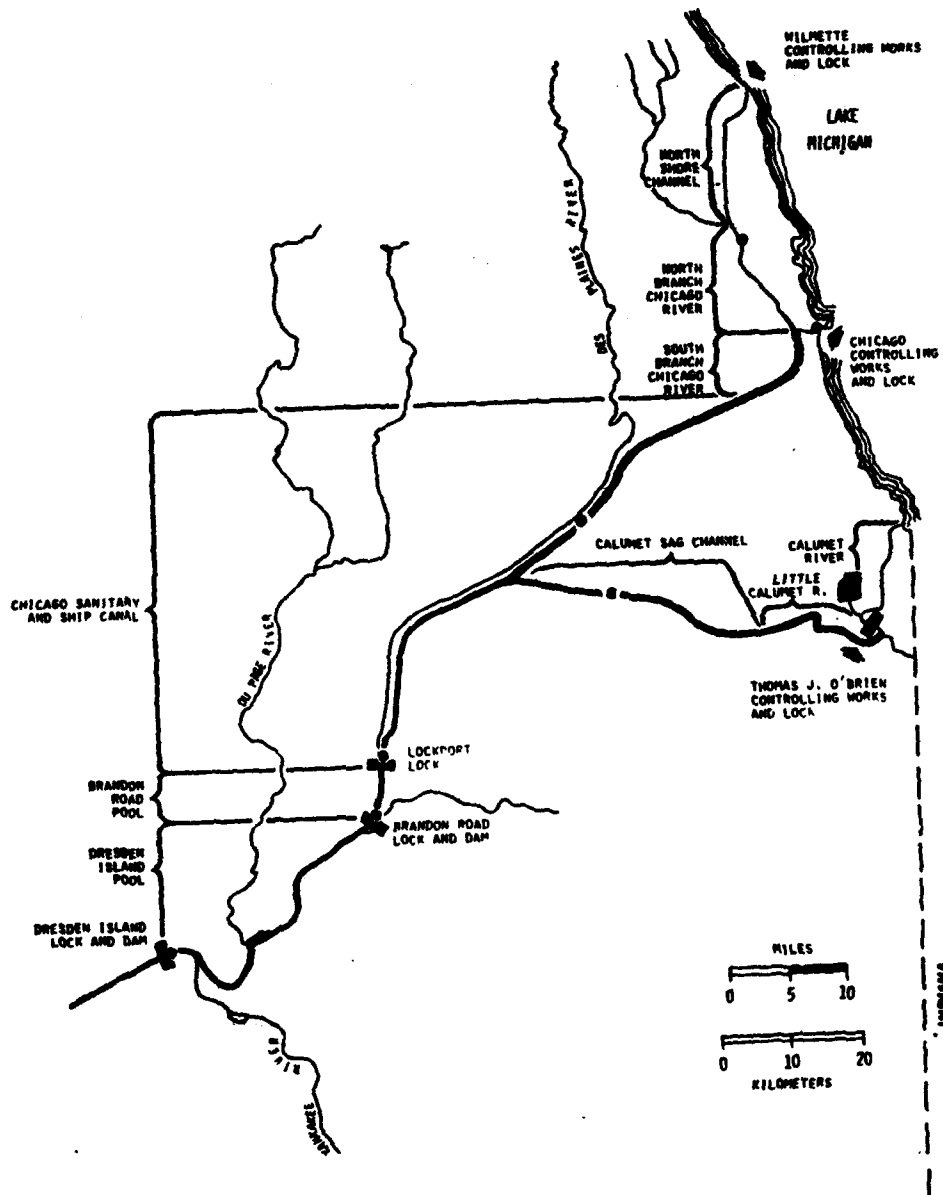 WILMETTE
CONTROLLING WORKS
AND LOCK
LAKE
MICHIGAN
NORTH
SHORE
CHANNEL
DES PLAINES RIVER
NORTH
BRANCH
CHICAGO
RIVER
SOUTH
BRANCH
CHICAGO
RIVER
CHICAGO
CONTROLLING
WORKS
AND LOCK
CALUMET SAG CHANNEL
CALUMET
RIVER
LITTLE
CALUMET R.
CHICAGO SANITARY
AND SHIP CANAL
DU PAGE RIVER
THOMAS J. O'BRIEN
CONTROLLING WORKS
AND LOCK
LOCKPORT
LOCK
BRANDON
ROAD
POOL
BRANDON ROAD
LOCK AND DAM
DRESDEN
ISLAND
POOL
DRESDEN ISLAND
LOCK AND DAM
MILES
0 5 10
0 10 20
KILOMETERS
INDIANA
KANKAKEE RIVER